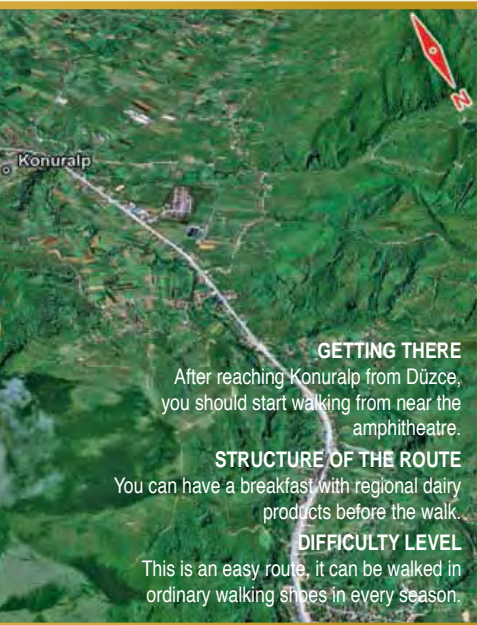 N
Konuralp
GETTING THERE
After reaching Konuralp from Düzce,
you should start walking from near the
amphitheatre.
STRUCTURE OF THE ROUTE
You can have a breakfast with regional dairy
products before the walk.
DIFFICULTY LEVEL
This is an easy route, it can be walked in
ordinary walking shoes in every season.